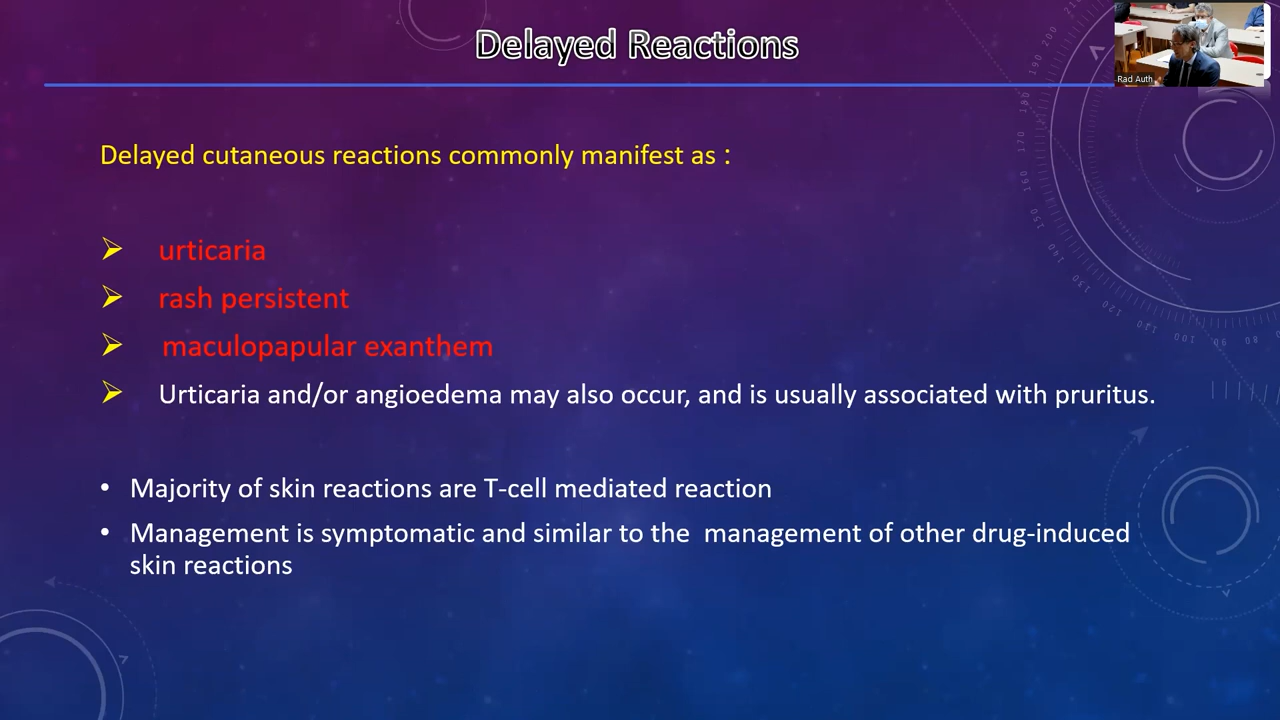 Delayed Reactions
Rad Auth
Delayed cutaneous reactions commonly manifest as :
➢ urticaria
➢ rash persistent
➢ maculopapular exanthem
➢ Urticaria and/or angioedema may also occur, and is usually associated with pruritus.
• Majority of skin reactions are T-cell mediated reaction
• Management is symptomatic and similar to the management of other drug-induced
skin reactions